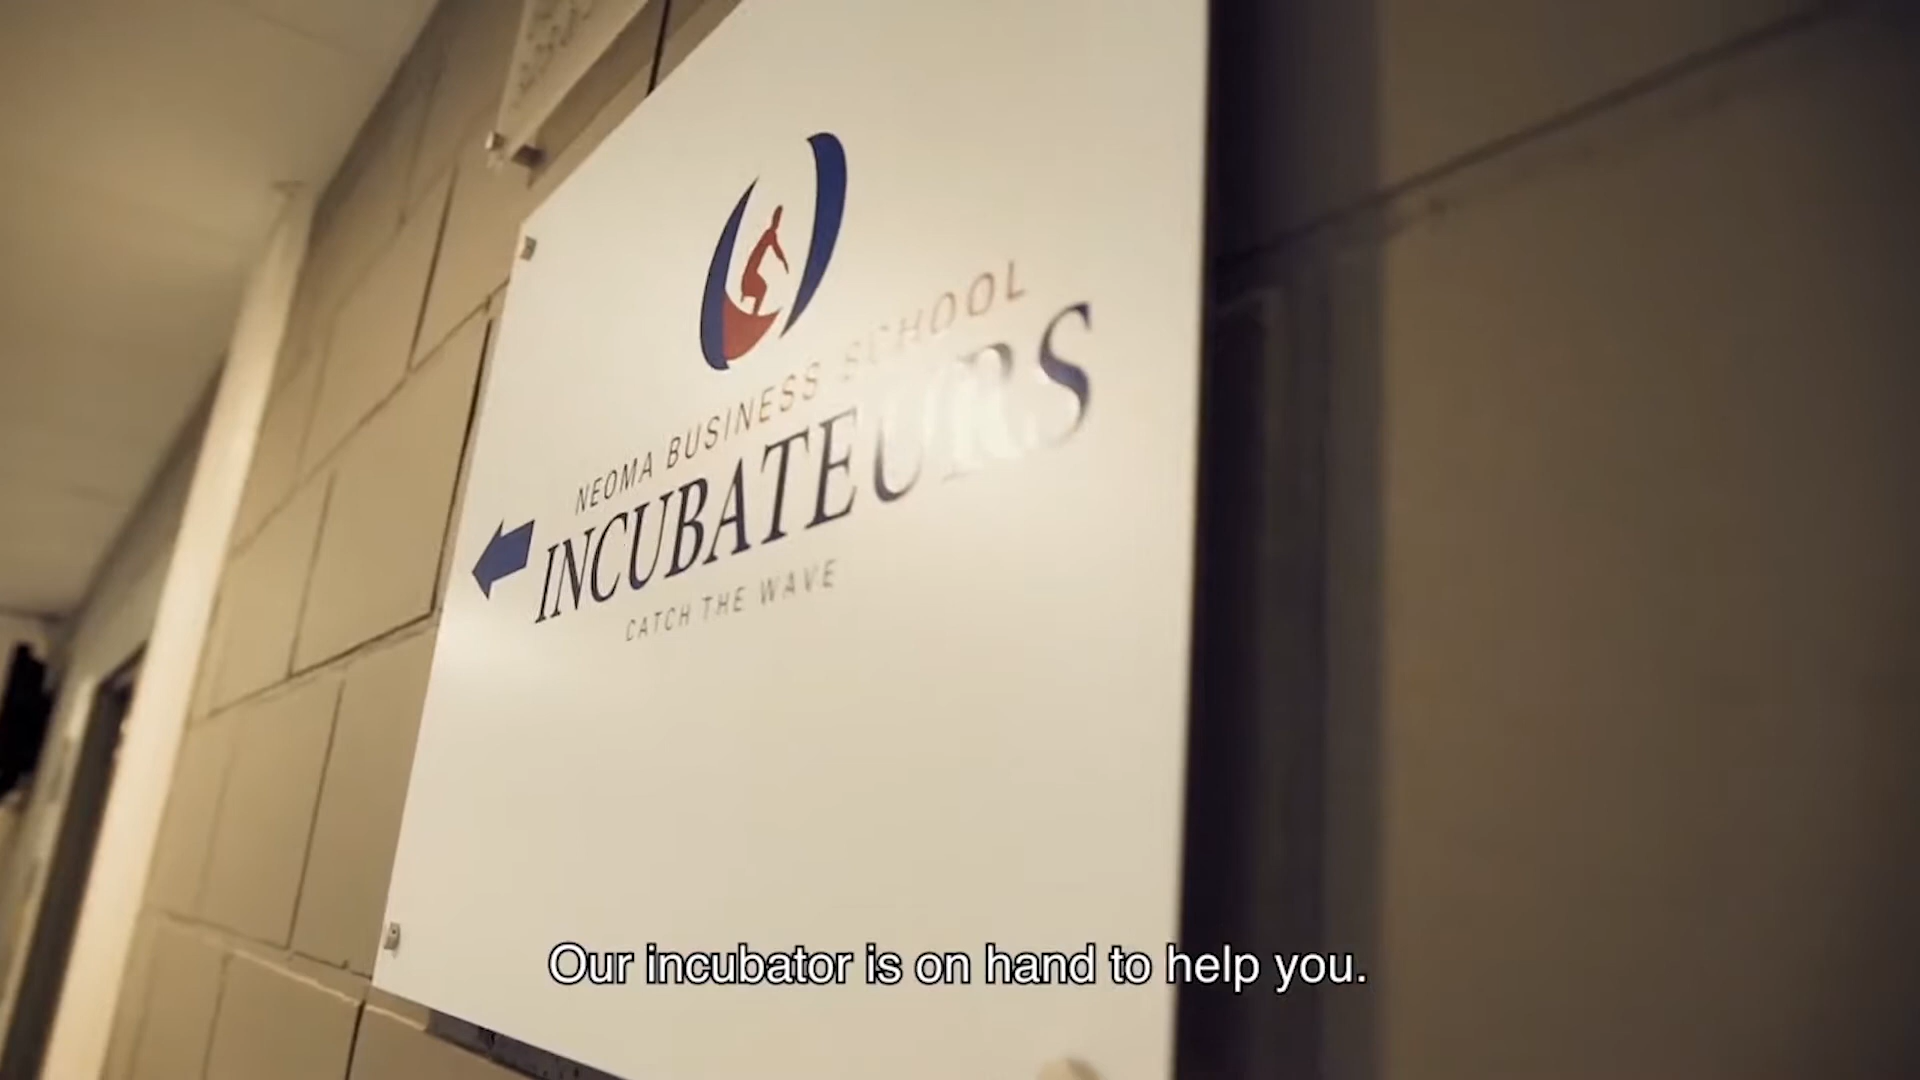 NEOMA BUSINESS SCHOOL
INCUBATEURS
CATCH THE WAVE
Our incubator is on hand to help you.